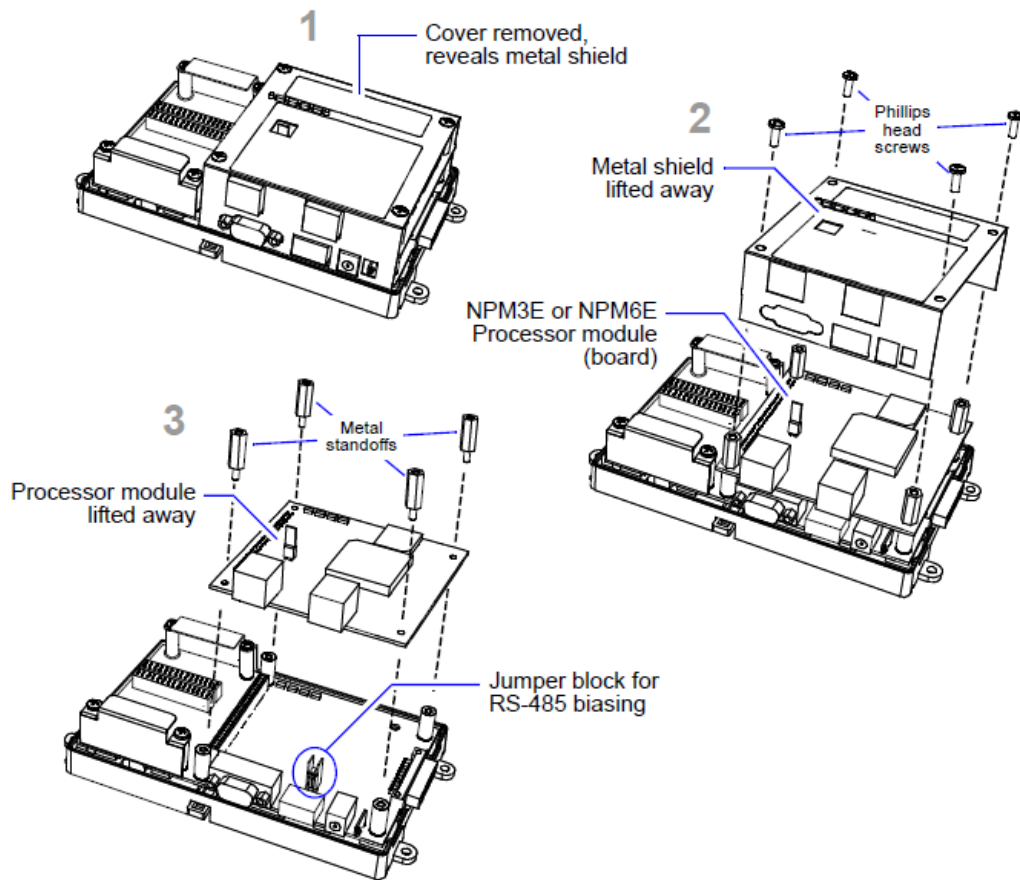 1
Cover removed,
reveals metal shield
2
Phillips
head
screws
Metal shield
lifted away
NPM3E or NPM6E
Processor module
(board)
3
Metal
standoffs
Processor module
lifted away
Jumper block for
RS-485 biasing